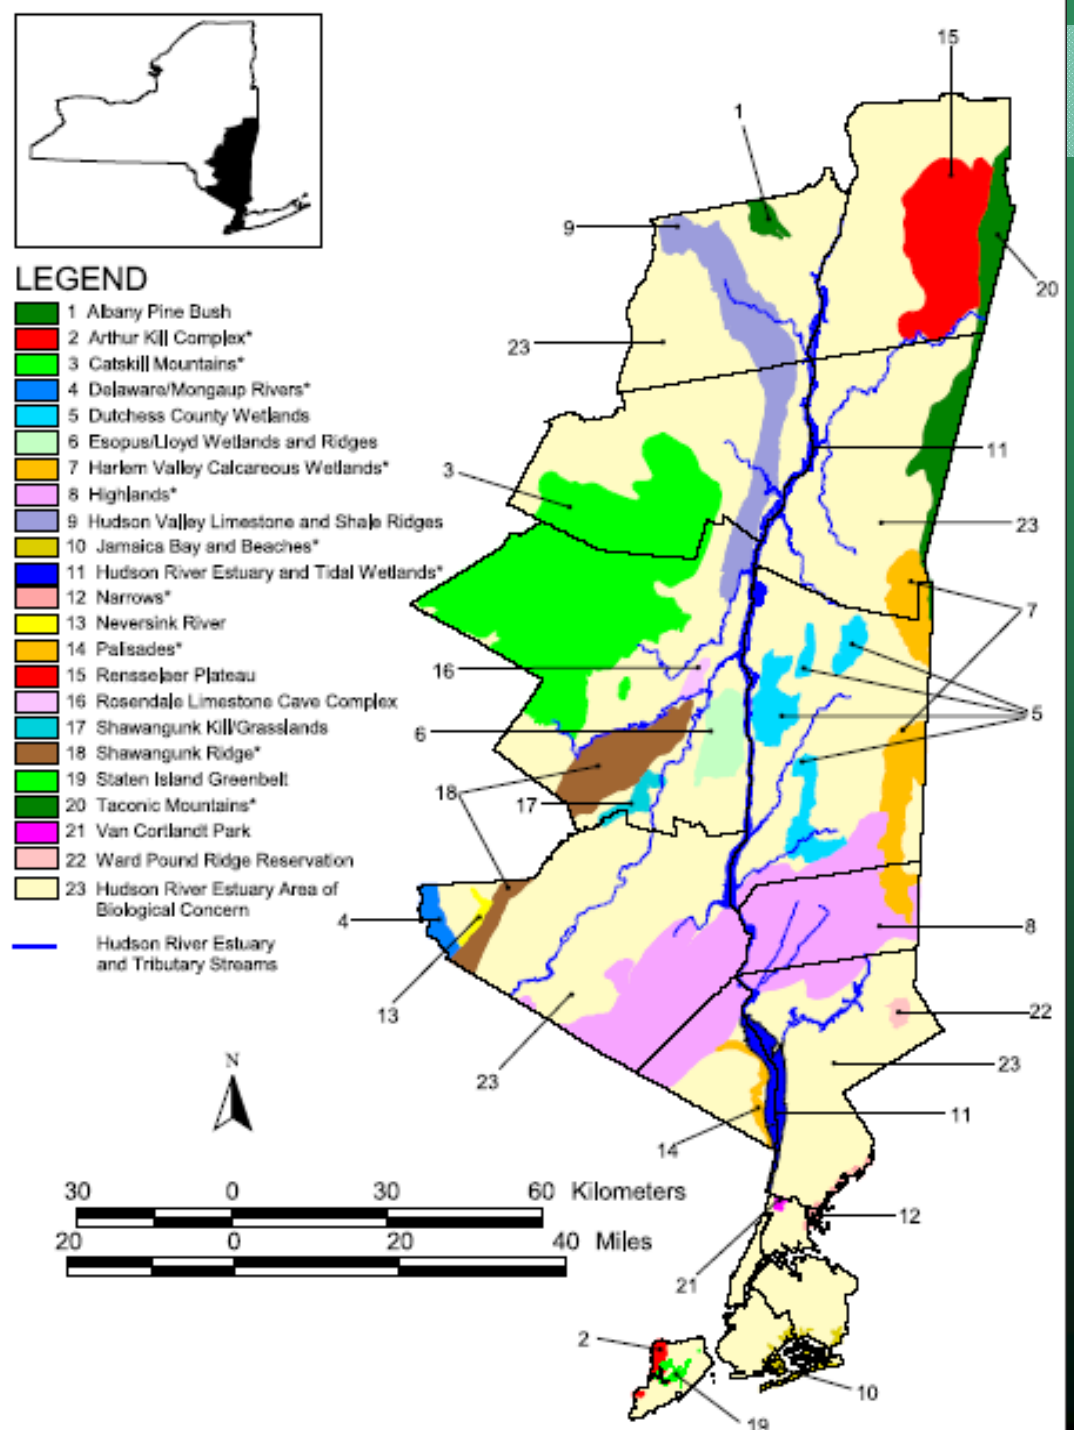 LEGEND
1 Albany Pine Bush
2 Arthur Kill Complex*
3 Catskill Mountains*
4 Delaware/Mongaup Rivers*
5 Dutchess County Wetlands
6 Esopus/Lloyd Wetlands and Ridges
7 Harlem Valley Calcareous Wetlands*
8 Highlands*
9 Hudson Valley Limestone and Shale Ridges
10 Jamaica Bay and Beaches*
11 Hudson River Estuary and Tidal Wetlands*
12 Narrows*
13 Neversink River
14 Palisades*
15 Rensselaer Plateau
16 Rosendale Limestone Cave Complex
17 Shawangunk Kill/Grasslands
18 Shawangunk Ridge*
19 Staten Island Greenbelt
20 Taconic Mountains*
21 Van Cortlandt Park
22 Ward Pound Ridge Reservation
23 Hudson River Estuary Area of
Biological Concern
Hudson River Estuary
and Tributary Streams
N
30 0 30 60 Kilometers
20 0 20 40 Miles
15
1
9
20
23
3
11
23
7
16
5
6
18
17
4
8
13
22
23
23
11
14
12
21
2
10
19